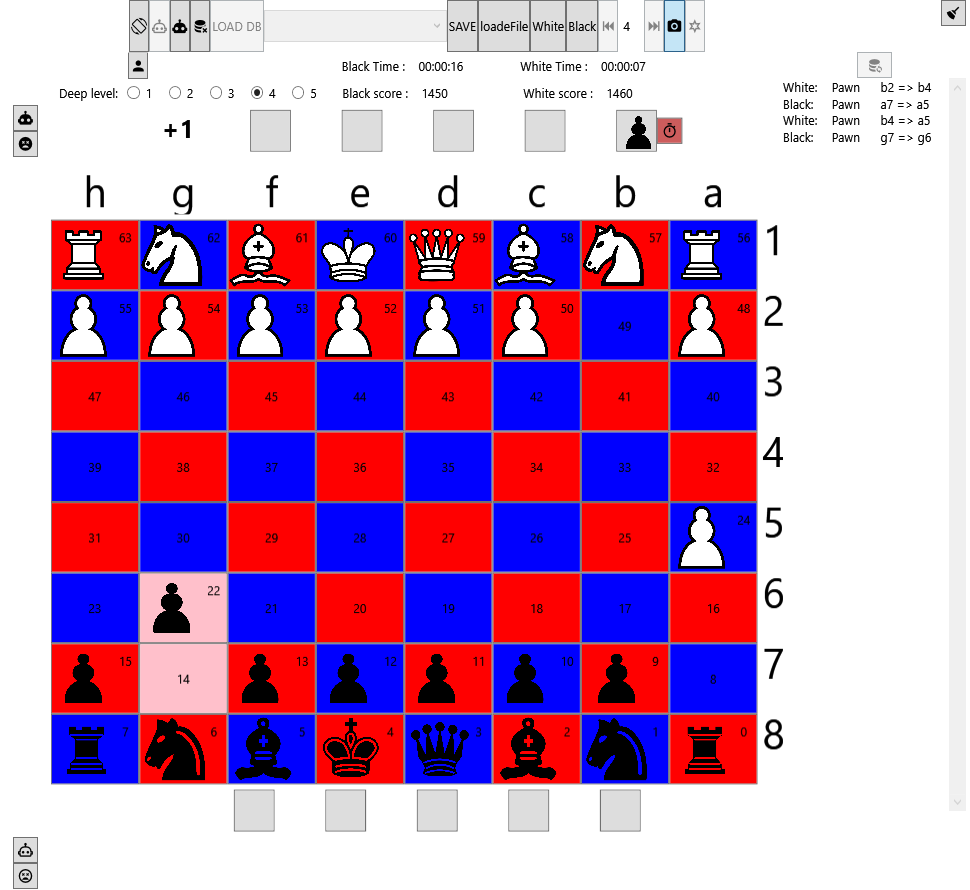 LOAD DB SAVE loadeFile White Black 4
Black Time : 00:00:16 White Time : 00:00:07
Deep level: 1 2 3 4 5 Black score : 1450 White score : 1460
White: Pawn b2 => b4
Black: Pawn a7 => a5
White: Pawn b4 => a5
Black: Pawn g7 => g6
+1
h g f e d c b a
63 62 61 60 59 58 57 56 1
55 54 53 52 51 50 49 48 2
47 46 45 44 43 42 41 40 3
39 38 37 36 35 34 33 32 4
31 30 29 28 27 26 25 24 5
23 22 21 20 19 18 17 16 6
15 14 13 12 11 10 9 8 7
7 6 5 4 3 2 1 0 8